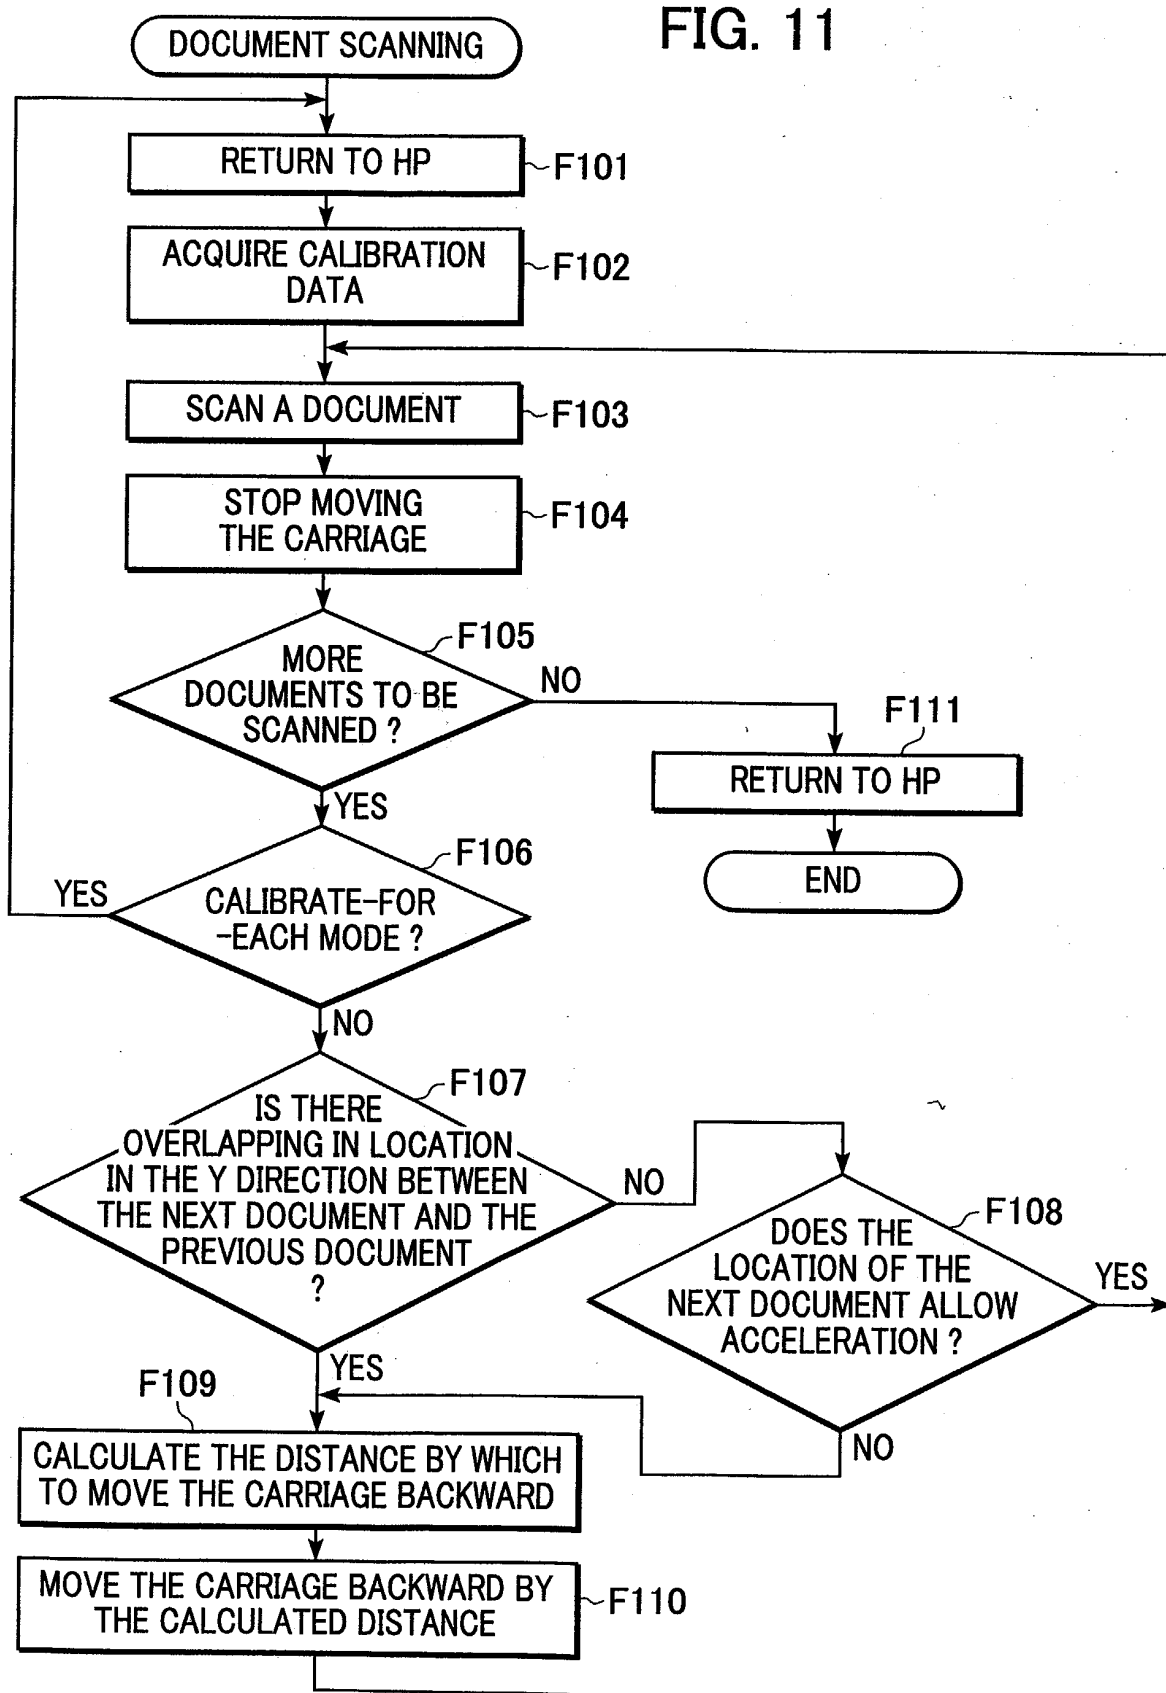 FIG. 11
DOCUMENT SCANNING
RETURN TO HP
F101
ACQUIRE CALIBRATION
DATA
F102
SCAN A DOCUMENT
F103
STOP MOVING
THE CARRIAGE
F104
F105
MORE
DOCUMENTS TO BE
SCANNED ?
NO
F111
RETURN TO HP
END
YES
F106
YES
CALIBRATE-FOR
-EACH MODE ?
NO
F107
IS THERE
OVERLAPPING IN LOCATION
IN THE Y DIRECTION BETWEEN
THE NEXT DOCUMENT AND THE
PREVIOUS DOCUMENT
?
NO
F108
DOES THE
LOCATION OF THE
NEXT DOCUMENT ALLOW
ACCELERATION ?
YES
NO
YES
F109
CALCULATE THE DISTANCE BY WHICH
TO MOVE THE CARRIAGE BACKWARD
MOVE THE CARRIAGE BACKWARD BY
THE CALCULATED DISTANCE
F110